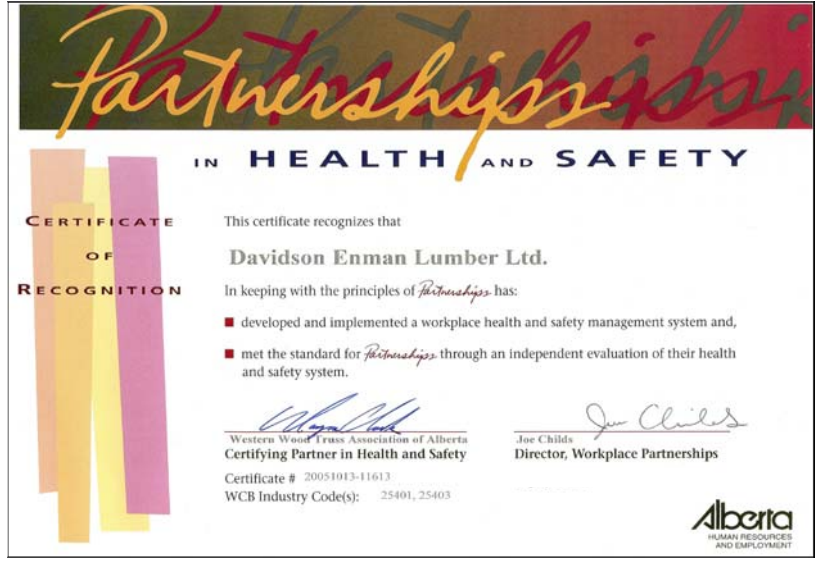 Partnerships
IN HEALTH AND SAFETY
CERTIFICATE
OF
RECOGNITION
This certificate recognizes that
Davidson Enman Lumber Ltd.
In keeping with the principles of Partnerships has:
developed and implemented a workplace health and safety management system and,
met the standard for Partnerships through an independent evaluation of their health
and safety system.
Western Wood Truss Association of Alberta
Certifying Partner in Health and Safety
Joe Childs
Joe Childs
Director, Workplace Partnerships
Certificate # 20051013-11613
WCB Industry Code(s): 25401, 25403
Alberta
HUMAN RESOURCES
AND EMPLOYMENT